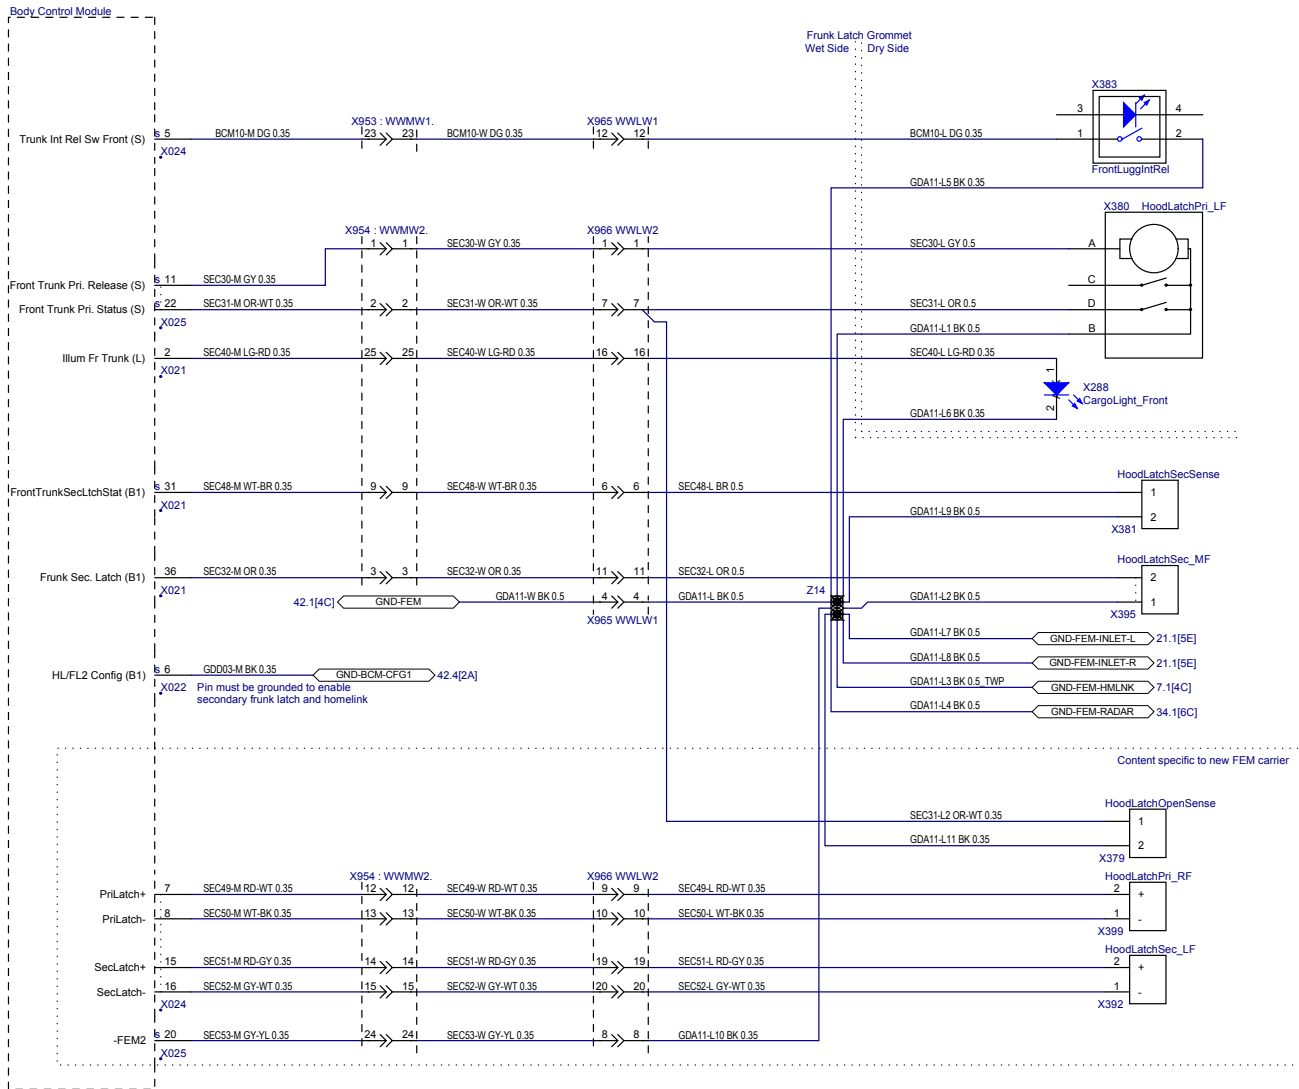 Body Control Module
Frunk Latch Grommet
Wet Side Dry Side
X383
3 4
X953 : WWMW1. X965 WWLW1
Trunk Int Rel Sw Front (S) s 5 BCM10-M DG 0.35 23 23 BCM10-W DG 0.35 12 12 BCM10-L DG 0.35 1 2
X024
FrontLuggIntRel
GDA11-L5 BK 0.35
X380 HoodLatchPri_LF
X954 : WWMW2. X966 WWLW2
1 1 SEC30-W GY 0.35 1 1 SEC30-L GY 0.5 A
Front Trunk Pri. Release (S) s 11 SEC30-M GY 0.35 C
Front Trunk Pri. Status (S) s 22 SEC31-M OR-WT 0.35 2 2 SEC31-W OR-WT 0.35 7 7 SEC31-L OR 0.5 D
X025
GDA11-L1 BK 0.5 B
Illum Fr Trunk (L) 2 SEC40-M LG-RD 0.35 25 25 SEC40-W LG-RD 0.35 16 16 SEC40-L LG-RD 0.35
X021
1
X288
CargoLight_Front
2
GDA11-L6 BK 0.35
HoodLatchSecSense
FrontTrunkSecLtchStat (B1) s 31 SEC48-M WT-BR 0.35 9 9 SEC48-W WT-BR 0.35 6 6 SEC48-L BR 0.5 1
X021
GDA11-L9 BK 0.5 2
X381
HoodLatchSec_MF
Frunk Sec. Latch (B1) 36 SEC32-M OR 0.35 3 3 SEC32-W OR 0.35 11 11 SEC32-L OR 0.5 2
X021
Z14
42.1[4C] GND-FEM GDA11-W BK 0.5 4 4 GDA11-L BK 0.5 GDA11-L2 BK 0.5 1
X965 WWLW1
X395
GDA11-L7 BK 0.5 GND-FEM-INLET-L 21.1[5E]
GDA11-L8 BK 0.5 GND-FEM-INLET-R 21.1[5E]
HL/FL2 Config (B1) s 6 GDD03-M BK 0.35 GND-BCM-CFG1 42.4[2A]
X022 Pin must be grounded to enable
secondary frunk latch and homelink
GDA11-L3 BK 0.5_TWP GND-FEM-HMLNK 7.1[4C]
GDA11-L4 BK 0.5 GND-FEM-RADAR 34.1[6C]
Content specific to new FEM carrier
HoodLatchOpenSense
SEC31-L2 OR-WT 0.35 1
GDA11-L11 BK 0.35 2
X379
X954 : WWMW2. X966 WWLW2 HoodLatchPri_RF
PriLatch+ 7 SEC49-M RD-WT 0.35 12 12 SEC49-W RD-WT 0.35 9 9 SEC49-L RD-WT 0.35 2 +
PriLatch- 8 SEC50-M WT-BK 0.35 13 13 SEC50-W WT-BK 0.35 10 10 SEC50-L WT-BK 0.35 1 -
X399
HoodLatchSec_LF
SecLatch+ 15 SEC51-M RD-GY 0.35 14 14 SEC51-W RD-GY 0.35 19 19 SEC51-L RD-GY 0.35 2 +
SecLatch- 16 SEC52-M GY-WT 0.35 15 15 SEC52-W GY-WT 0.35 20 20 SEC52-L GY-WT 0.35 1 -
X024
X392
-FEM2 s 20 SEC53-M GY-YL 0.35 24 24 SEC53-W GY-YL 0.35 8 8 GDA11-L10 BK 0.35
X025